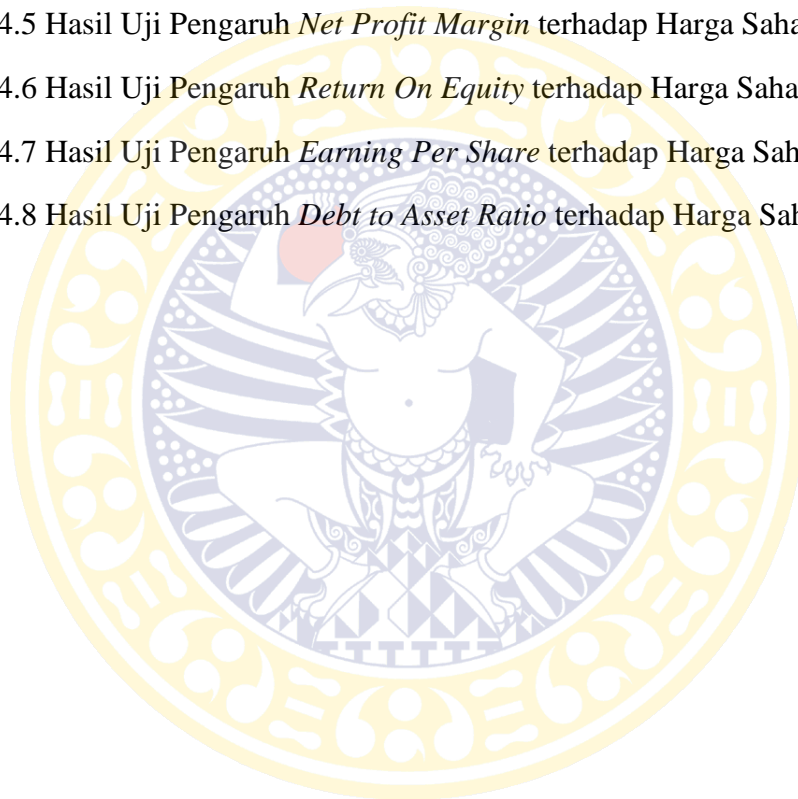 4.5 Hasil Uji Pengaruh Net Profit Margin terhadap Harga Saha
4.6 Hasil Uji Pengaruh Return On Equity terhadap Harga Saha
4.7 Hasil Uji Pengaruh Earning Per Share terhadap Harga Sah
4.8 Hasil Uji Pengaruh Debt to Asset Ratio terhadap Harga Sah